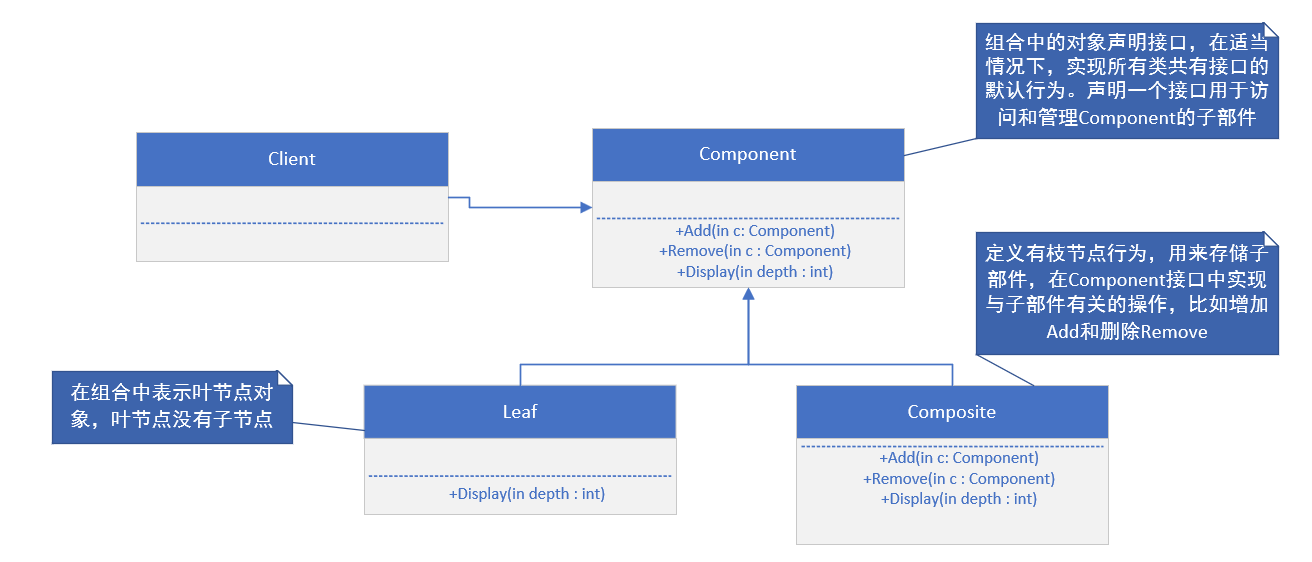 组合中的对象声明接口，在适当
情况下，实现所有类共有接口的
默认行为。声明一个接口用于访
问和管理Component的子部件
Client
Component
+Add(in c: Component)
+Remove(in c : Component)
+Display(in depth : int)
定义有枝节点行为，用来存储子
部件，在Component接口中实现
与子部件有关的操作，比如增加
Add和删除Remove
在组合中表示叶节点对
象，叶节点没有子节点
Leaf
+Display(in depth : int)
Composite
+Add(in c: Component)
+Remove(in c : Component)
+Display(in depth : int)